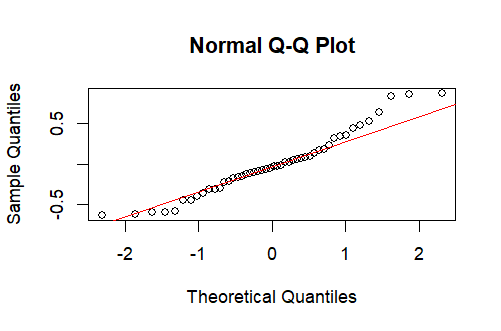 Normal Q-Q Plot
Sample Quantiles
0.5
-0.5
-2 -1 0 1 2
Theoretical Quantiles